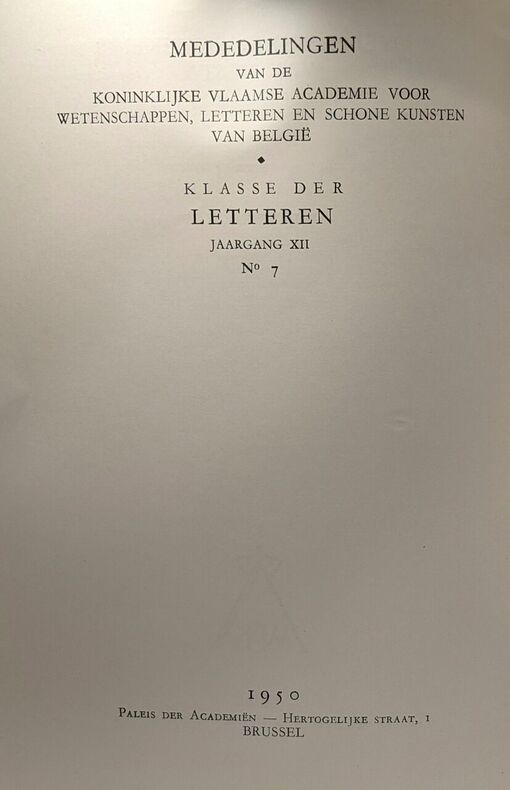 MEDEDELINGEN
VAN DE
KONINKLIJKE VLAAMSE ACADEMIE VOOR
WETENSCHAPPEN, LETTEREN EN SCHONE KUNSTEN
VAN BELGIË
KLASSE DER
LETTEREN
JAARGANG XII
Nº 7
1950
PALEIS DER ACADEMIËN — HERTOGELIJKE STRAAT, 1
BRUSSEL